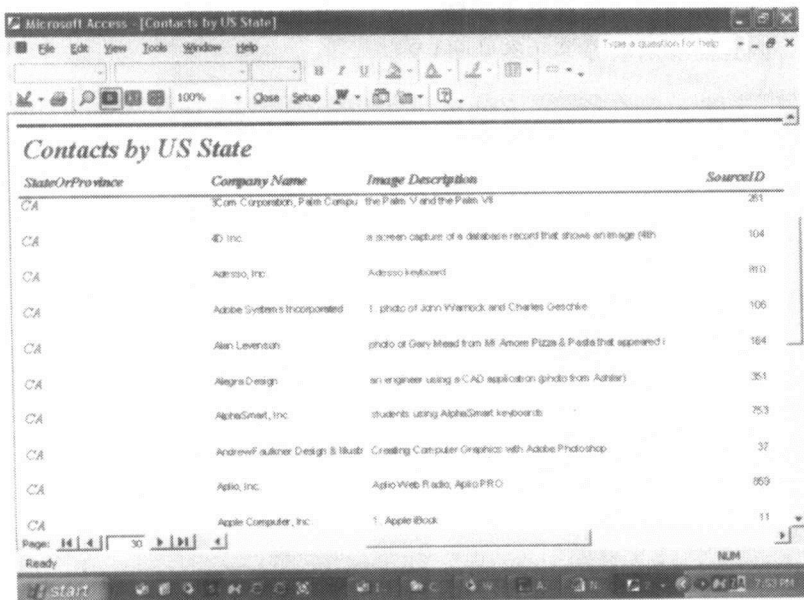 Microsoft Access - [Contacts by US State]
File Edit View Tools Window Help Type a question for help
B I U
100% Close Setup
Contacts by US State
StateOrProvince Company Name Image Description SourceID
CA 3Com Corporation, Palm Compu the Palm V and the Palm VII 261
CA 4D Inc. a screen capture of a database record that shows an image (4th 104
CA Adesso, Inc. Adesso keyboard 810
CA Adobe Systems Incorporated 1. photo of John Warnock and Charles Geschke 106
CA Alan Levenson photo of Gary Mead from Mi Amore Pizza & Pasta that appeared i 164
CA Alegra Design an engineer using a CAD application (photo from Ashlar) 351
CA AlphaSmart, Inc. students using AlphaSmart keyboards 753
CA AndrewFaulkner Design & Illustr Creating Computer Graphics with Adobe Photoshop 37
CA Aplio, Inc. Aplio Web Radio, Aplio PRO 869
CA Apple Computer, Inc. 1. Apple iBook 11
Page: 30
Ready NUM
start 7:53 PM